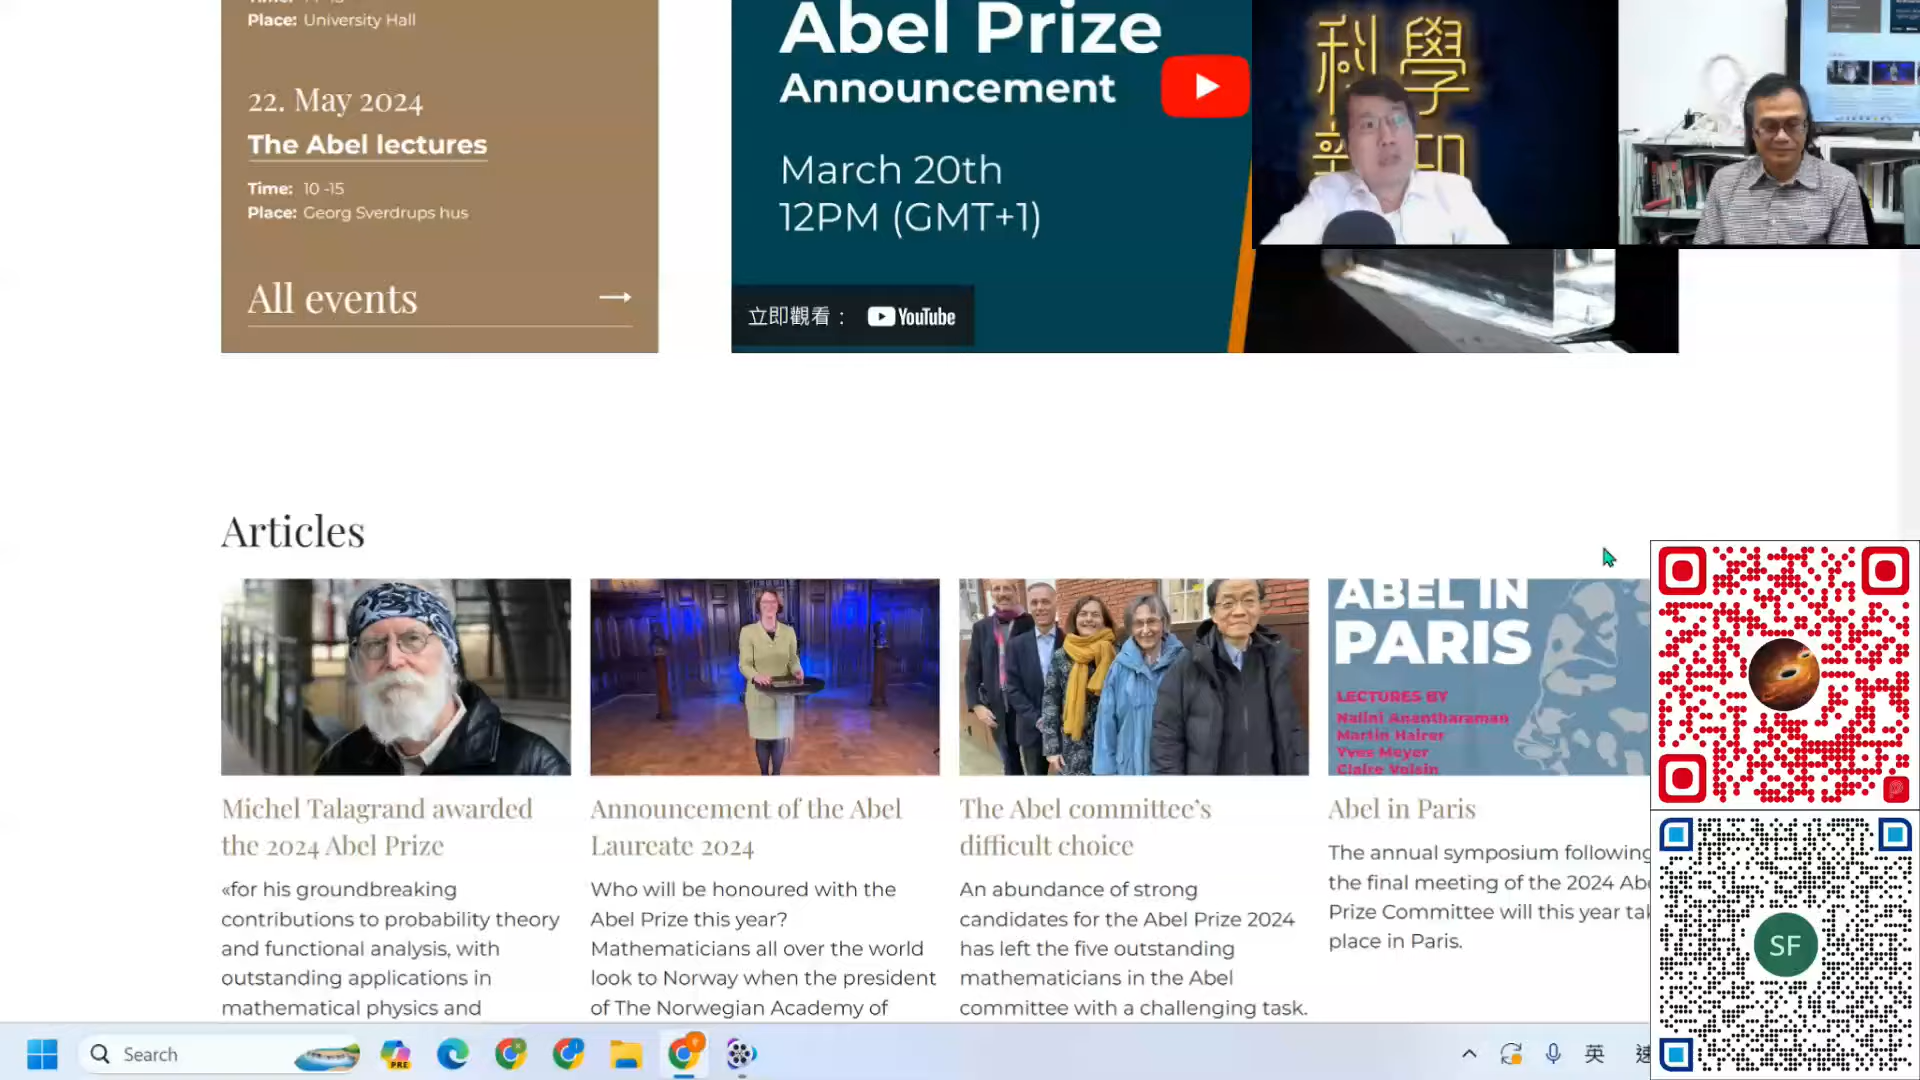 Place: University Hall
22. May 2024
The Abel lectures
Time: 10 -15
Place: Georg Sverdrups hus
All events
Abel Prize
Announcement
March 20th
12PM (GMT+1)
立即觀看：
YouTube
科學
Articles
ABEL IN
PARIS
LECTURES BY
Nalini Anantharaman
Martin Hairer
Yves Meyer
Claire Voisin
Michel Talagrand awarded
the 2024 Abel Prize
«for his groundbreaking
contributions to probability theory
and functional analysis, with
outstanding applications in
mathematical physics and
Announcement of the Abel
Laureate 2024
Who will be honoured with the
Abel Prize this year?
Mathematicians all over the world
look to Norway when the president
of The Norwegian Academy of
The Abel committee’s
difficult choice
An abundance of strong
candidates for the Abel Prize 2024
has left the five outstanding
mathematicians in the Abel
committee with a challenging task.
Abel in Paris
The annual symposium following
the final meeting of the 2024 Ab
Prize Committee will this year ta
place in Paris.
SF
Search
PRE
英